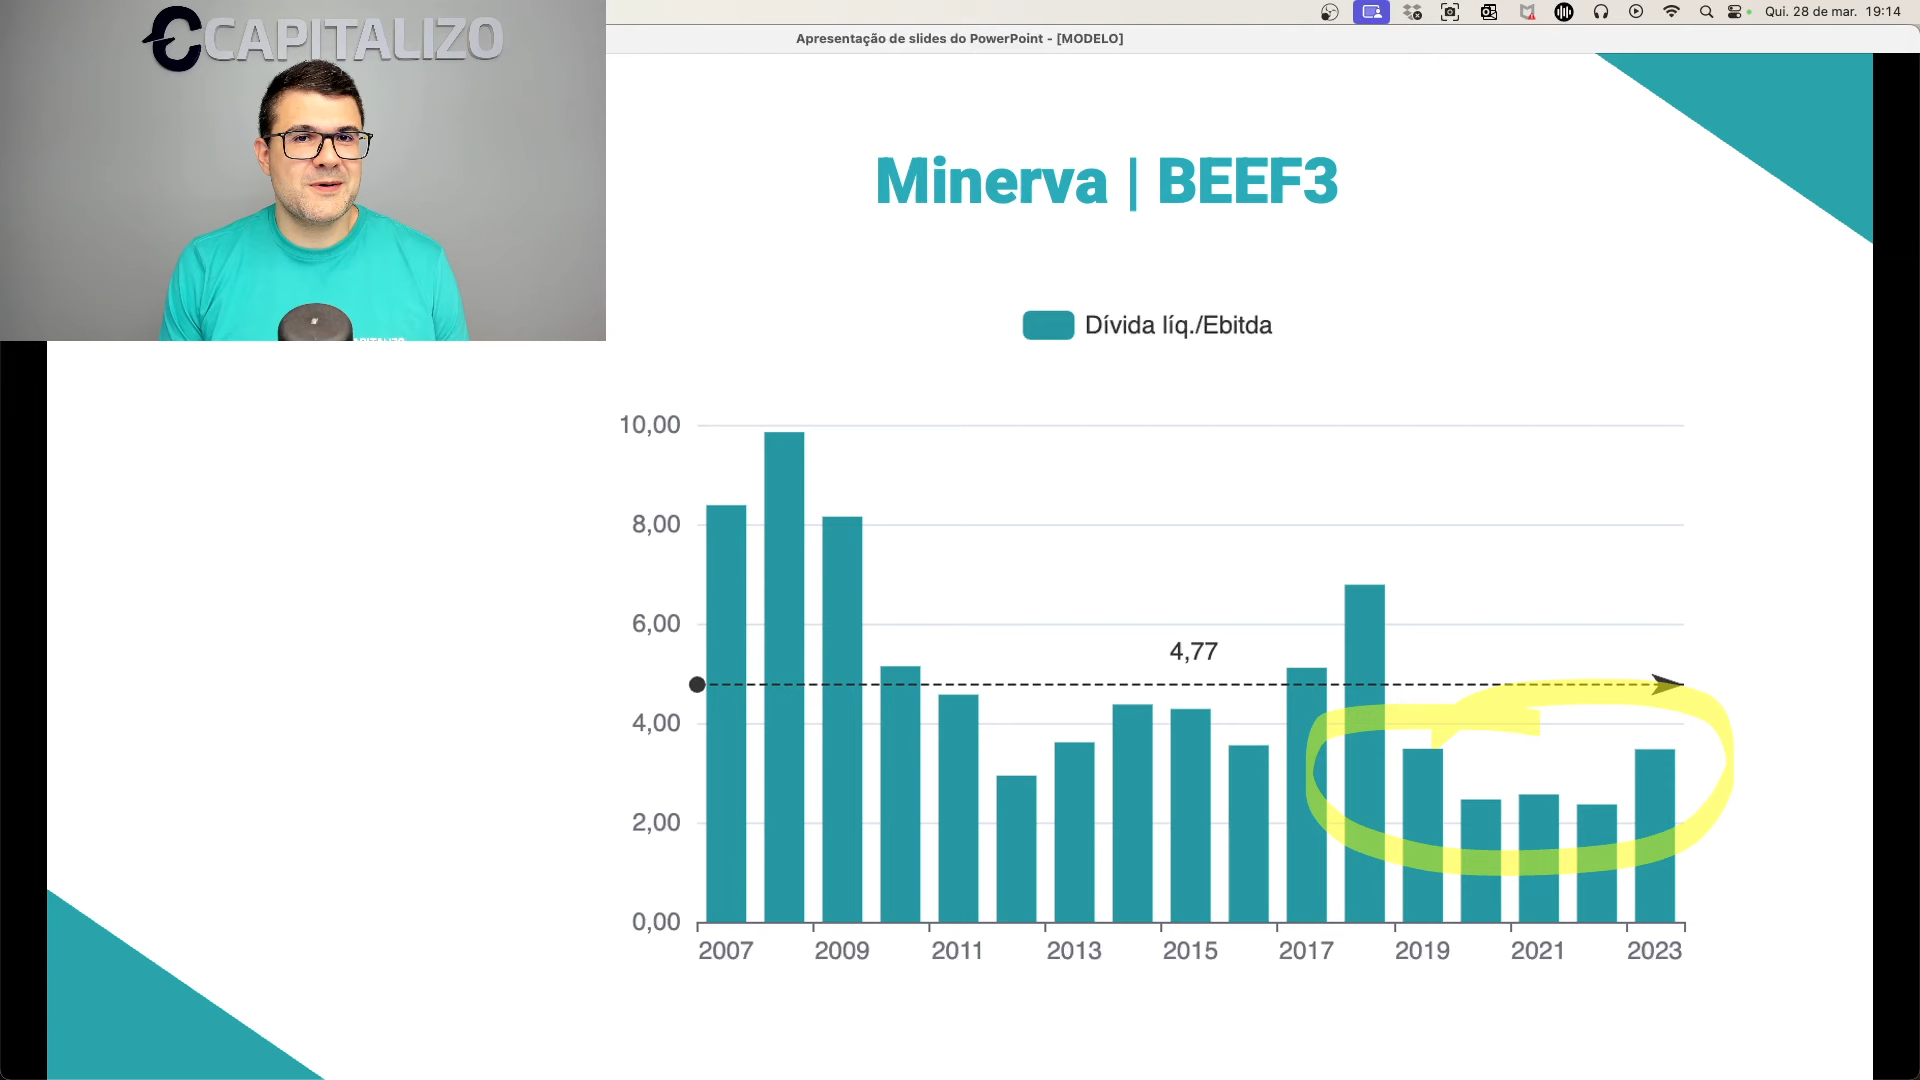 CAPITALIZO
Qui. 28 de mar. 19:14
Apresentação de slides do PowerPoint - [MODELO]
Minerva | BEEF3
Dívida líq./Ebitda
10,00
8,00
6,00
4,77
4,00
2,00
0,00
2007 2009 2011 2013 2015 2017 2019 2021 2023